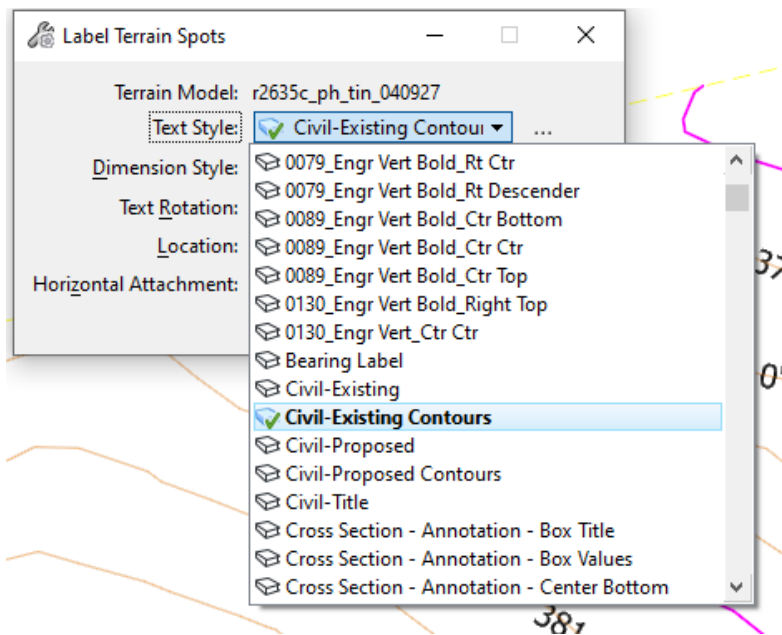 Label Terrain Spots
Terrain Model: r2635c_ph_tin_040927
Text Style: Civil-Existing Contour ...
Dimension Style:
Text Rotation:
Location:
Horizontal Attachment:
0079_Engr Vert Bold_Rt Ctr
0079_Engr Vert Bold_Rt Descender
0089_Engr Vert Bold_Ctr Bottom
0089_Engr Vert Bold_Ctr Ctr
0089_Engr Vert Bold_Ctr Top
0130_Engr Vert Bold_Right Top
0130_Engr Vert_Ctr Ctr
Bearing Label
Civil-Existing
Civil-Existing Contours
Civil-Proposed
Civil-Proposed Contours
Civil-Title
Cross Section - Annotation - Box Title
Cross Section - Annotation - Box Values
Cross Section - Annotation - Center Bottom
37
381